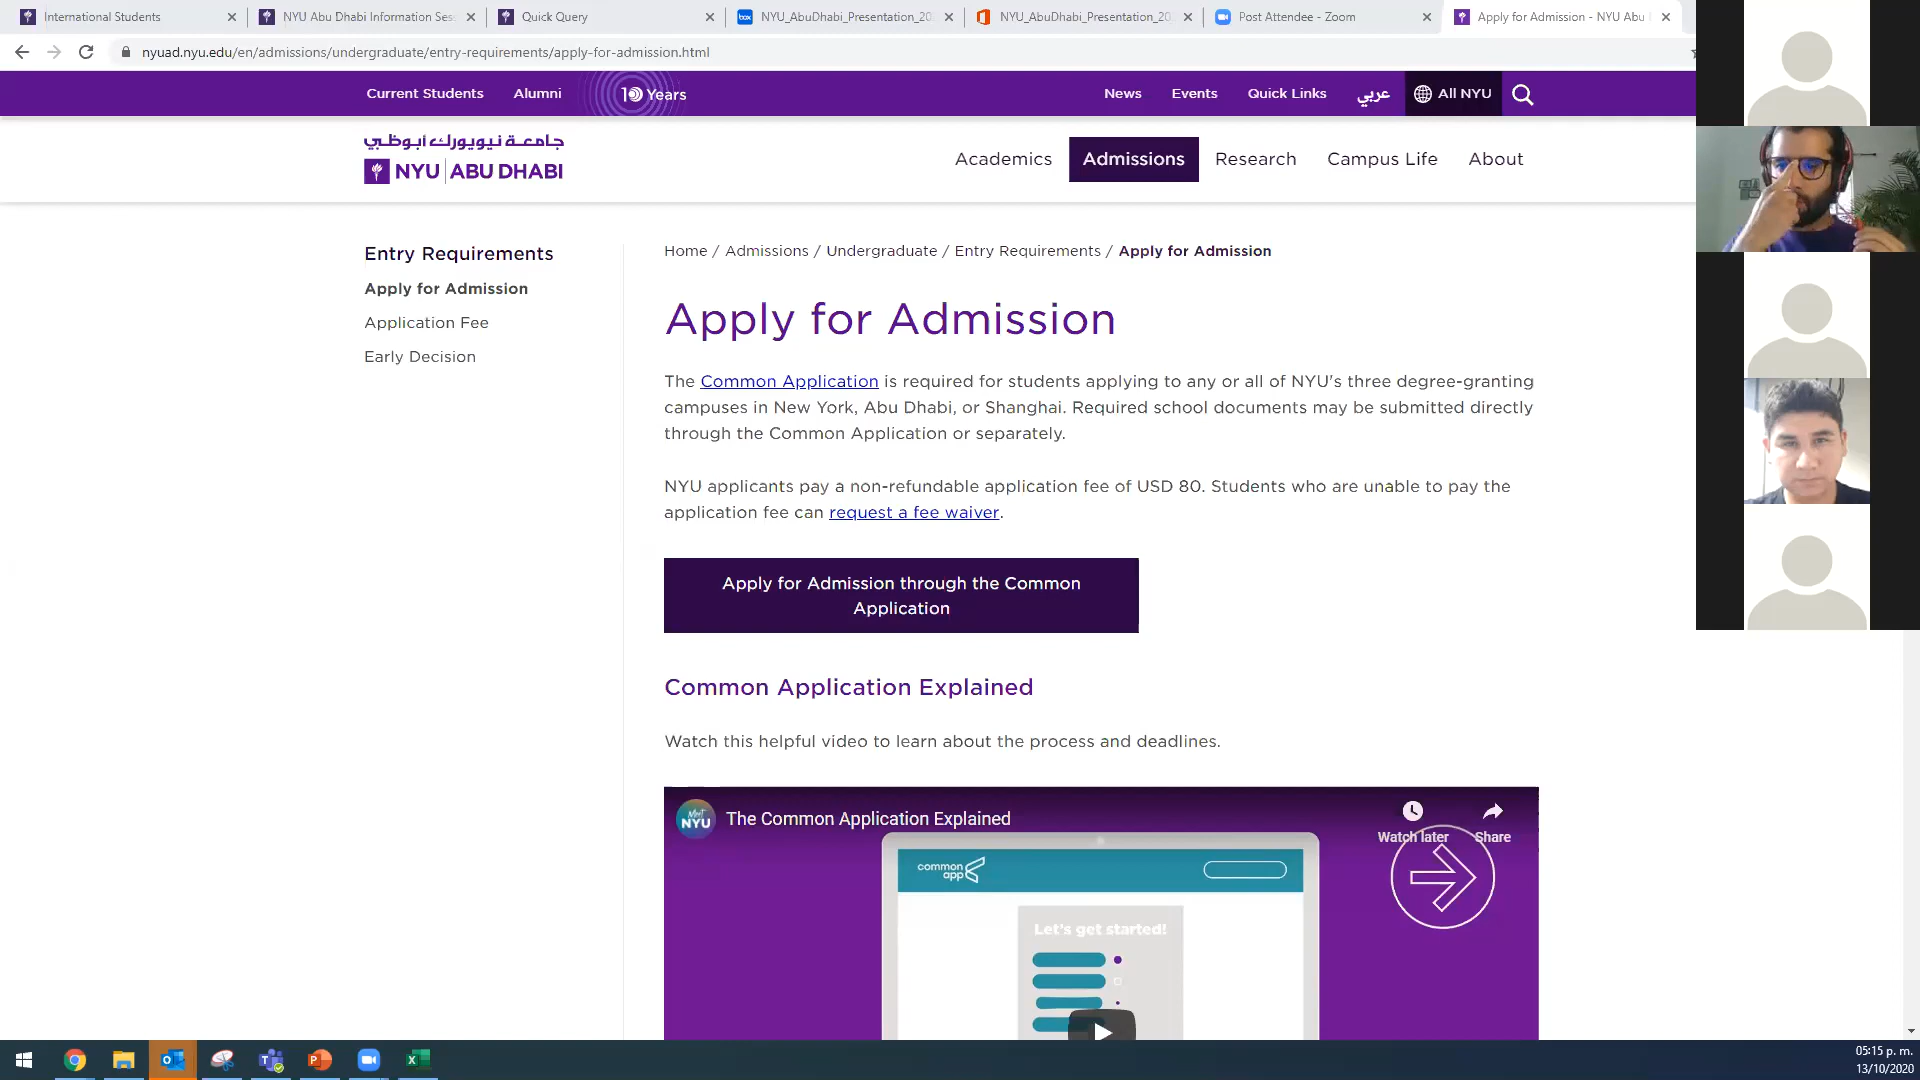 International Students
NYU Abu Dhabi Information Ses
Quick Query
NYU_AbuDhabi_Presentation_20
NYU_AbuDhabi_Presentation_20
Post Attendee - Zoom
Apply for Admission - NYU Abu
nyuad.nyu.edu/en/admissions/undergraduate/entry-requirements/apply-for-admission.html
Current Students
Alumni
10 Years
News
Events
Quick Links
عربي
All NYU
جامعة نيويورك أبوظبي
NYU ABU DHABI
Academics
Admissions
Research
Campus Life
About
Entry Requirements
Apply for Admission
Application Fee
Early Decision
Home / Admissions / Undergraduate / Entry Requirements / Apply for Admission
Apply for Admission
The Common Application is required for students applying to any or all of NYU's three degree-granting
campuses in New York, Abu Dhabi, or Shanghai. Required school documents may be submitted directly
through the Common Application or separately.
NYU applicants pay a non-refundable application fee of USD 80. Students who are unable to pay the
application fee can request a fee waiver.
Apply for Admission through the Common
Application
Common Application Explained
Watch this helpful video to learn about the process and deadlines.
Meet
NYU
The Common Application Explained
Watch later
Share
common
app
Let's get started!
05:15 p. m.
13/10/2020